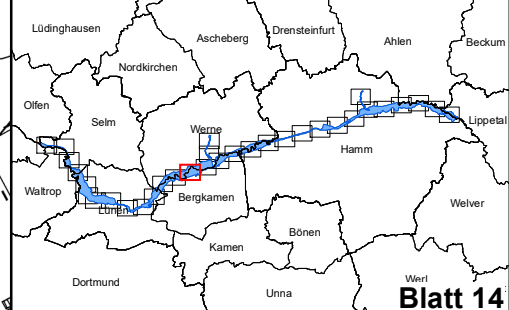 Lüdinghausen
Drensteinfurt
Ascheberg
Ahlen
Beckum
Nordkirchen
Olfen
Selm
Lippetal
Werne
Hamm
Waltrop
Bergkamen
Lünen
Welver
Bönen
Kamen
Dortmund
Unna
Werl
Blatt 14